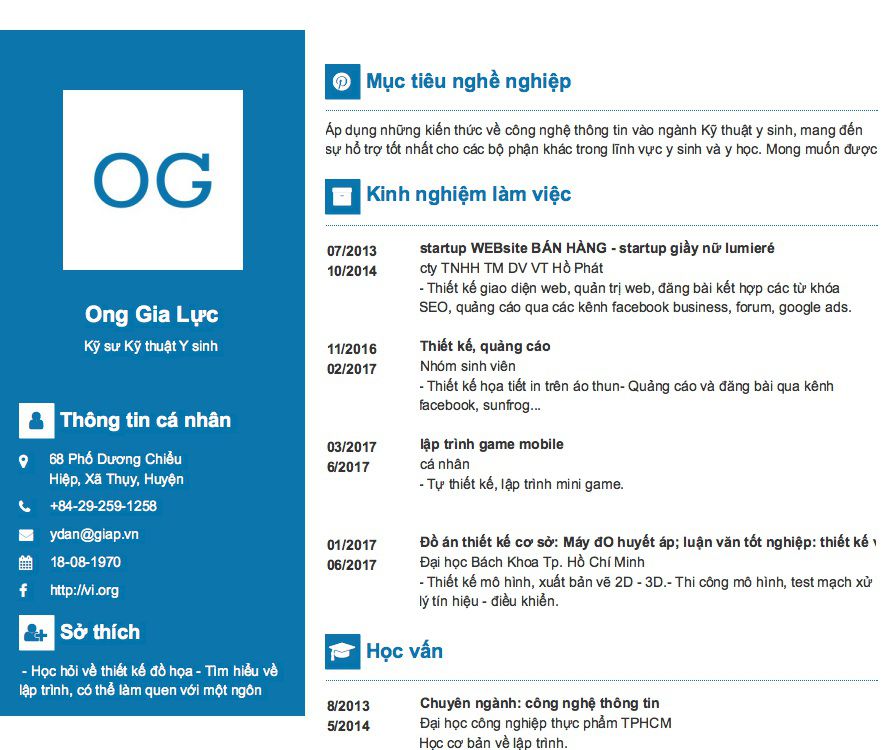 OG
Ong Gia Lực
Kỹ sư Kỹ thuật Y sinh
Thông tin cá nhân
68 Phố Dương Chiểu
Hiệp, Xã Thụy, Huyện
+84-29-259-1258
ydan@giap.vn
18-08-1970
http://vi.org
Sở thích
- Học hỏi về thiết kế đồ họa - Tìm hiểu về
lập trình, có thể làm quen với một ngôn
Mục tiêu nghề nghiệp
Áp dụng những kiến thức về công nghệ thông tin vào ngành Kỹ thuật y sinh, mang đến
sự hổ trợ tốt nhất cho các bộ phận khác trong lĩnh vực y sinh và y học. Mong muốn được
Kinh nghiệm làm việc
07/2013
10/2014
startup WEBsite BÁN HÀNG - startup giầy nữ lumieré
cty TNHH TM DV VT Hồ Phát
- Thiết kế giao diện web, quản trị web, đăng bài kết hợp các từ khóa
SEO, quảng cáo qua các kênh facebook business, forum, google ads.
11/2016
02/2017
Thiết kế, quảng cáo
Nhóm sinh viên
- Thiết kế họa tiết in trên áo thun- Quảng cáo và đăng bài qua kênh
facebook, sunfrog...
03/2017
6/2017
lập trình game mobile
cá nhân
- Tự thiết kế, lập trình mini game.
01/2017
06/2017
Đồ án thiết kế cơ sở: Máy đO huyết áp; luận văn tốt nghiệp: thiết kế
Đại học Bách Khoa Tp. Hồ Chí Minh
- Thiết kế mô hình, xuất bản vẽ 2D - 3D.- Thi công mô hình, test mạch xử
lý tín hiệu - điều khiển.
Học vấn
8/2013
5/2014
Chuyên ngành: công nghệ thông tin
Đại học công nghiệp thực phẩm TPHCM
Học cơ bản về lập trình.